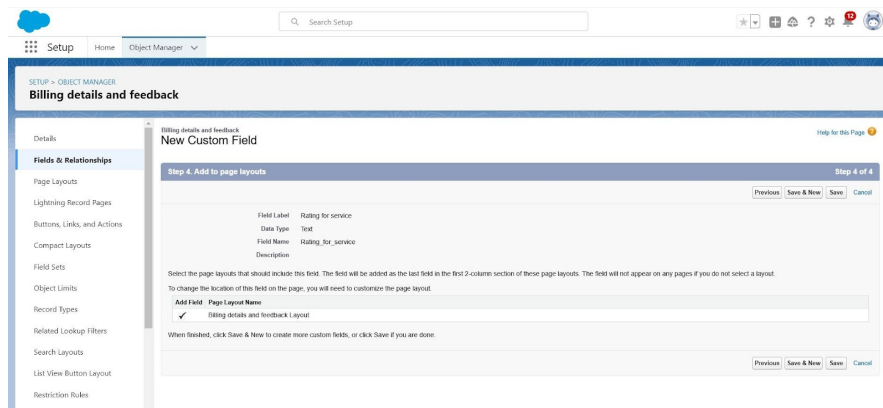 Search Setup
12
Setup
Home
Object Manager
SETUP > OBJECT MANAGER
Billing details and feedback
Details
Fields & Relationships
Page Layouts
Lightning Record Pages
Buttons, Links, and Actions
Compact Layouts
Field Sets
Object Limits
Record Types
Related Lookup Filters
Search Layouts
List View Button Layout
Restriction Rules
Billing details and feedback
New Custom Field
Help for this Page
Step 4. Add to page layouts Step 4 of 4
Previous Save & New Save Cancel
Field Label Rating for service
Data Type Text
Field Name Rating_for_service
Description
Select the page layouts that should include this field. The field will be added as the last field in the first 2-column section of these page layouts. The field will not appear on any pages if you do not select a layout.
To change the location of this field on the page, you will need to customize the page layout.
Add Field Page Layout Name
Billing details and feedback Layout
When finished, click Save & New to create more custom fields, or click Save if you are done.
Previous Save & New Save Cancel